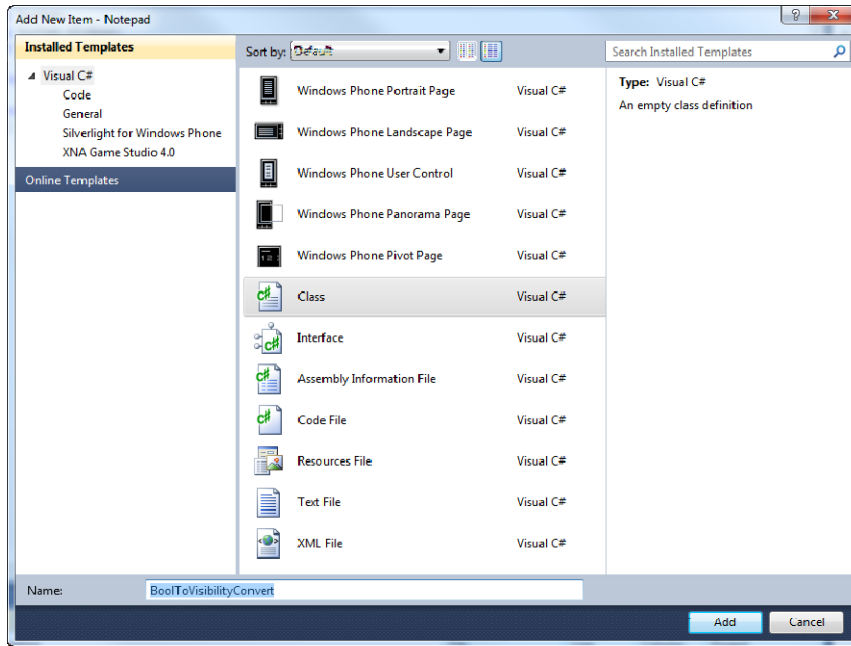 Add New Item - Notepad
Installed Templates
Visual C#
Code
General
Silverlight for Windows Phone
XNA Game Studio 4.0
Online Templates
Sort by: Default
Search Installed Templates
Windows Phone Portrait Page Visual C#
Windows Phone Landscape Page Visual C#
Windows Phone User Control Visual C#
Windows Phone Panorama Page Visual C#
Windows Phone Pivot Page Visual C#
Class Visual C#
Interface Visual C#
Assembly Information File Visual C#
Code File Visual C#
Resources File Visual C#
Text File Visual C#
XML File Visual C#
Type: Visual C#
An empty class definition
Name: BoolToVisibilityConvert
Add Cancel